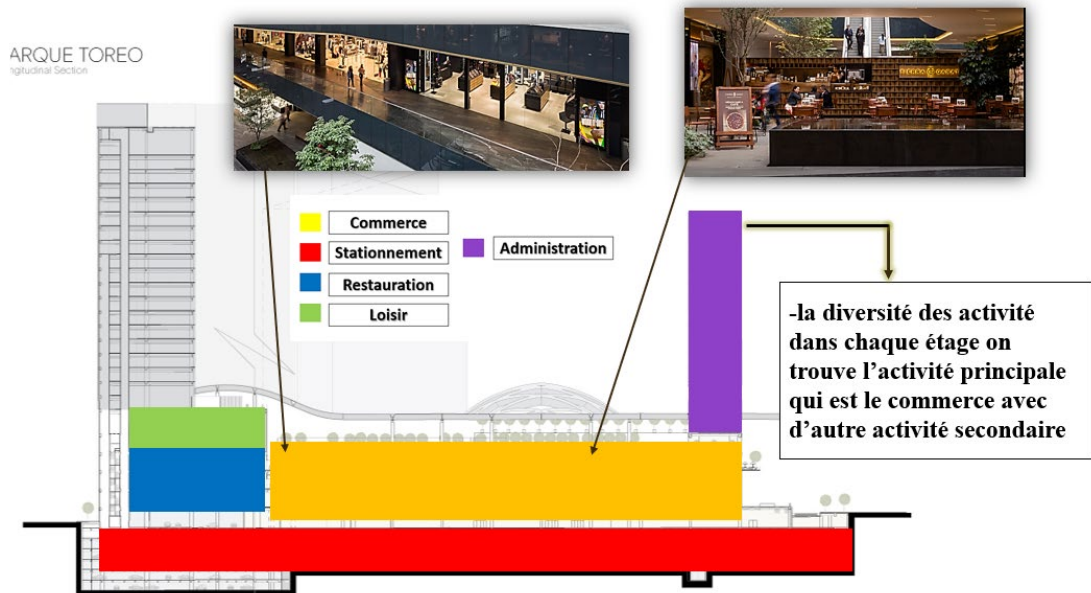 ARQUE TOREO
ngitudinal Section
Commerce
Stationnement
Restauration
Loisir
Administration
-la diversité des activité
dans chaque étage on
trouve l’activité principale
qui est le commerce avec
d’autre activité secondaire